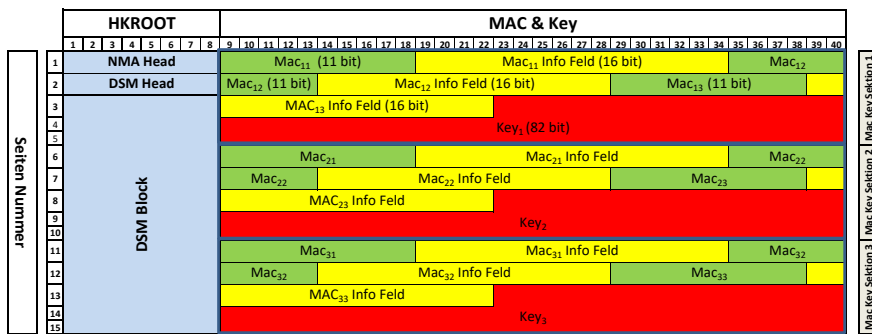 HKROOT MAC & Key
1 2 3 4 5 6 7 8 9 10 11 12 13 14 15 16 17 18 19 20 21 22 23 24 25 26 27 28 29 30 31 32 33 34 35 36 37 38 39 40
Seiten Nummer
1 NMA Head Mac₁₁ (11 bit) Mac₁₁ Info Feld (16 bit) Mac₁₂
2 DSM Head Mac₁₂ (11 bit) Mac₁₂ Info Feld (16 bit) Mac₁₃ (11 bit)
3 MAC₁₃ Info Feld (16 bit)
4 Key₁ (82 bit)
5
DSM Block
6 Mac₂₁ Mac₂₁ Info Feld Mac₂₂
7 Mac₂₂ Mac₂₂ Info Feld Mac₂₃
8 MAC₂₃ Info Feld
9 Key₂
10
11 Mac₃₁ Mac₃₁ Info Feld Mac₃₂
12 Mac₃₂ Mac₃₂ Info Feld Mac₃₃
13 MAC₃₃ Info Feld
14 Key₃
15
Mac Key Sektion 1
Mac Key Sektion 2
Mac Key Sektion 3